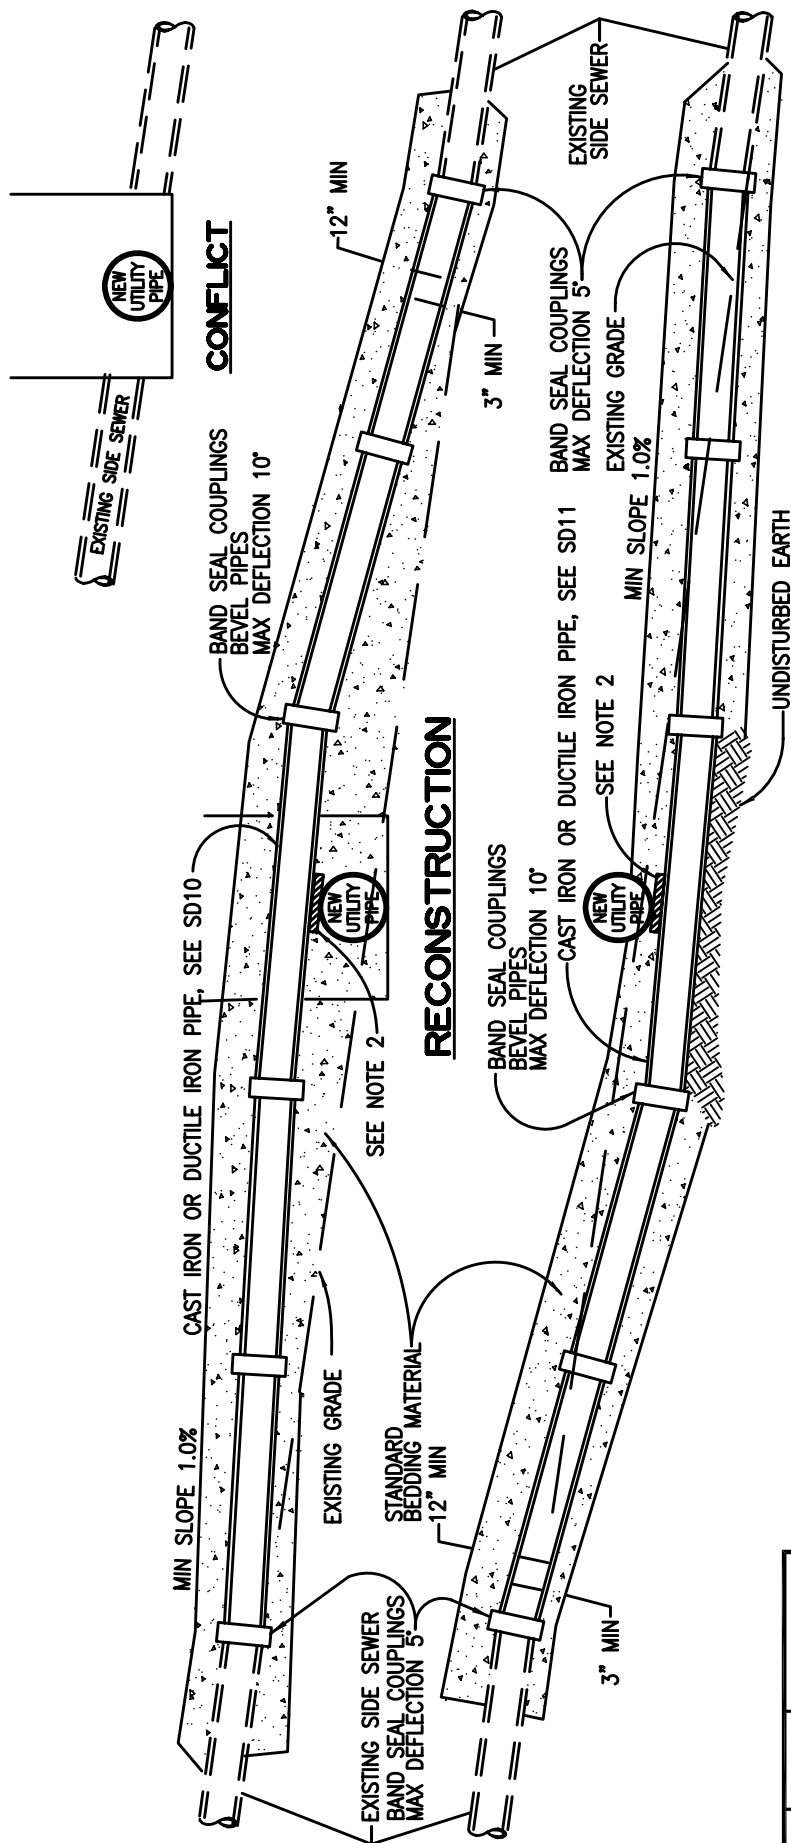 EXISTING SIDE SEWER
NEW
UTILITY
PIPE
CONFLICT
MIN SLOPE 1.0%
CAST IRON OR DUCTILE IRON PIPE, SEE SD10
BAND SEAL COUPLINGS
BEVEL PIPES
MAX DEFLECTION 10°
12" MIN
3" MIN
NEW
UTILITY
PIPE
SEE NOTE 2
EXISTING GRADE
RECONSTRUCTION
STANDARD
BEDDING MATERIAL
12" MIN
EXISTING SIDE SEWER
BAND SEAL COUPLINGS
MAX DEFLECTION 5°
3" MIN
BAND SEAL COUPLINGS
BEVEL PIPES
MAX DEFLECTION 10°
CAST IRON OR DUCTILE IRON PIPE, SEE SD11
NEW
UTILITY
PIPE
SEE NOTE 2
MIN SLOPE 1.0%
EXISTING
SIDE SEWER
BAND SEAL COUPLINGS
MAX DEFLECTION 5°
EXISTING GRADE
UNDISTURBED EARTH